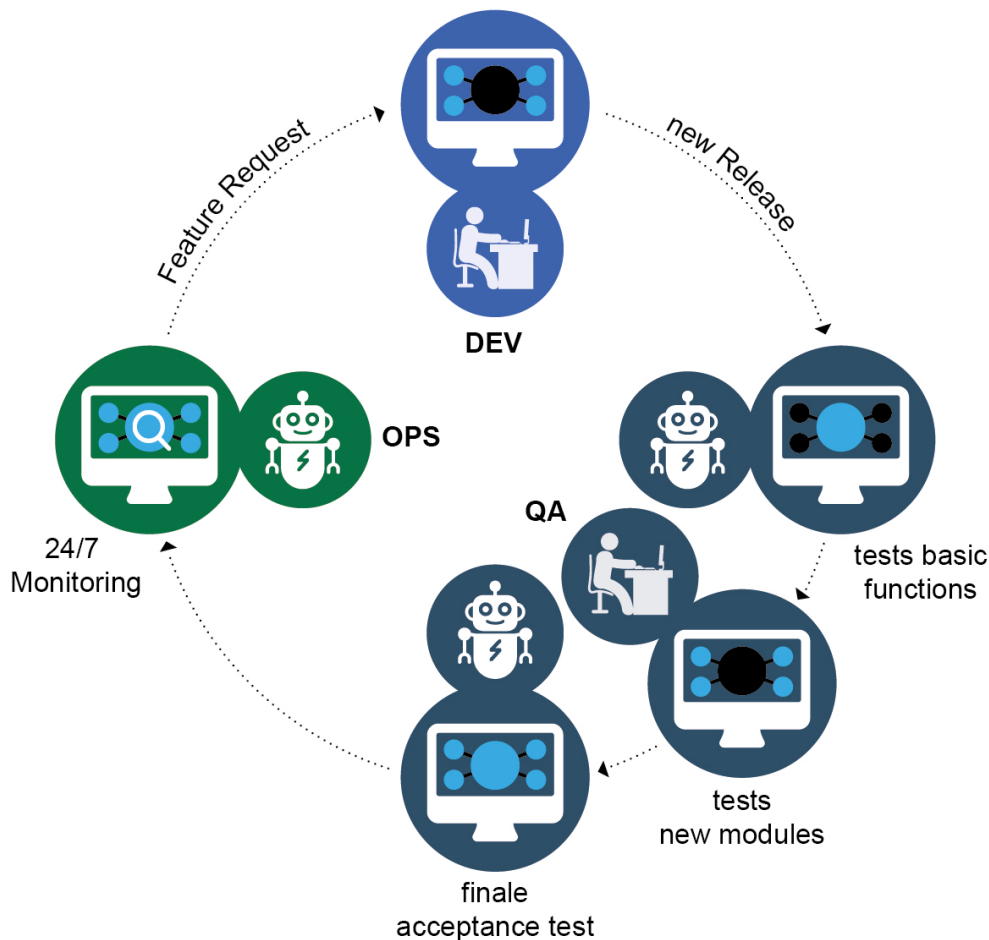 Feature Request
new Release
DEV
OPS
24/7
Monitoring
QA
tests basic
functions
tests
new modules
finale
acceptance test